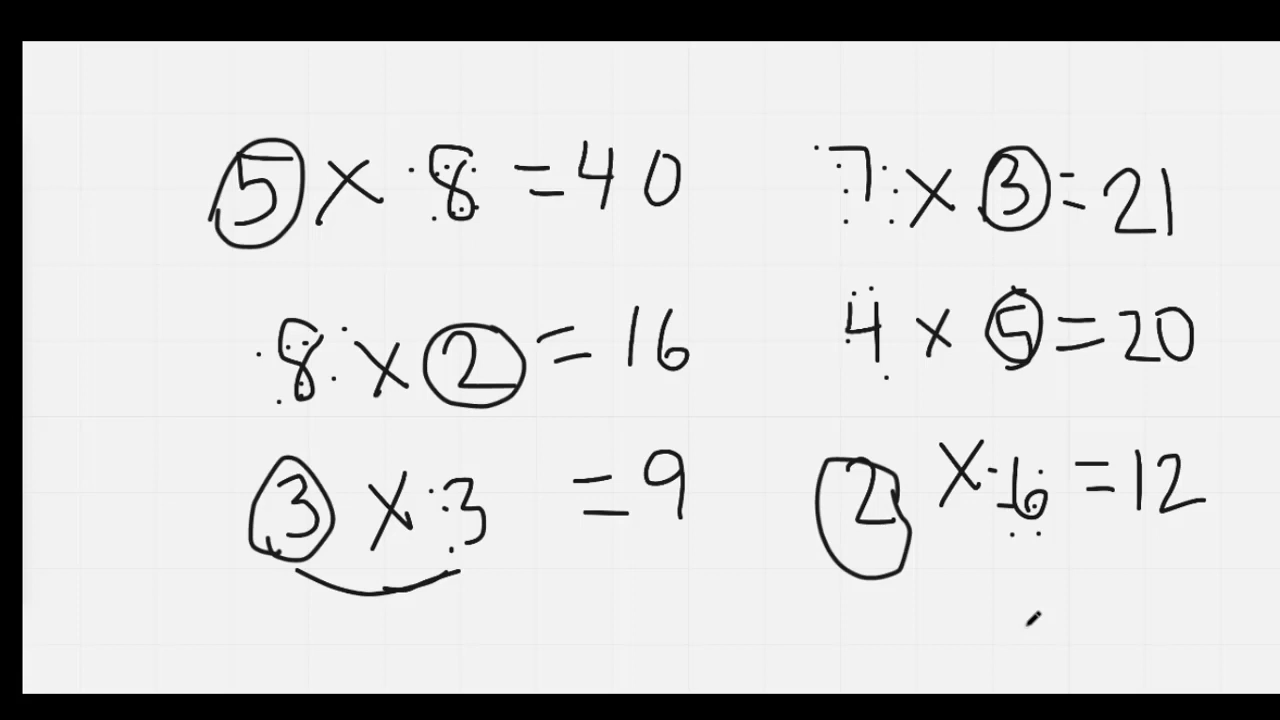 5 x 8 = 40
8 x 2 = 16
3 x 3 = 9
7 x 3 = 21
4 x 5 = 20
2 x 6 = 12